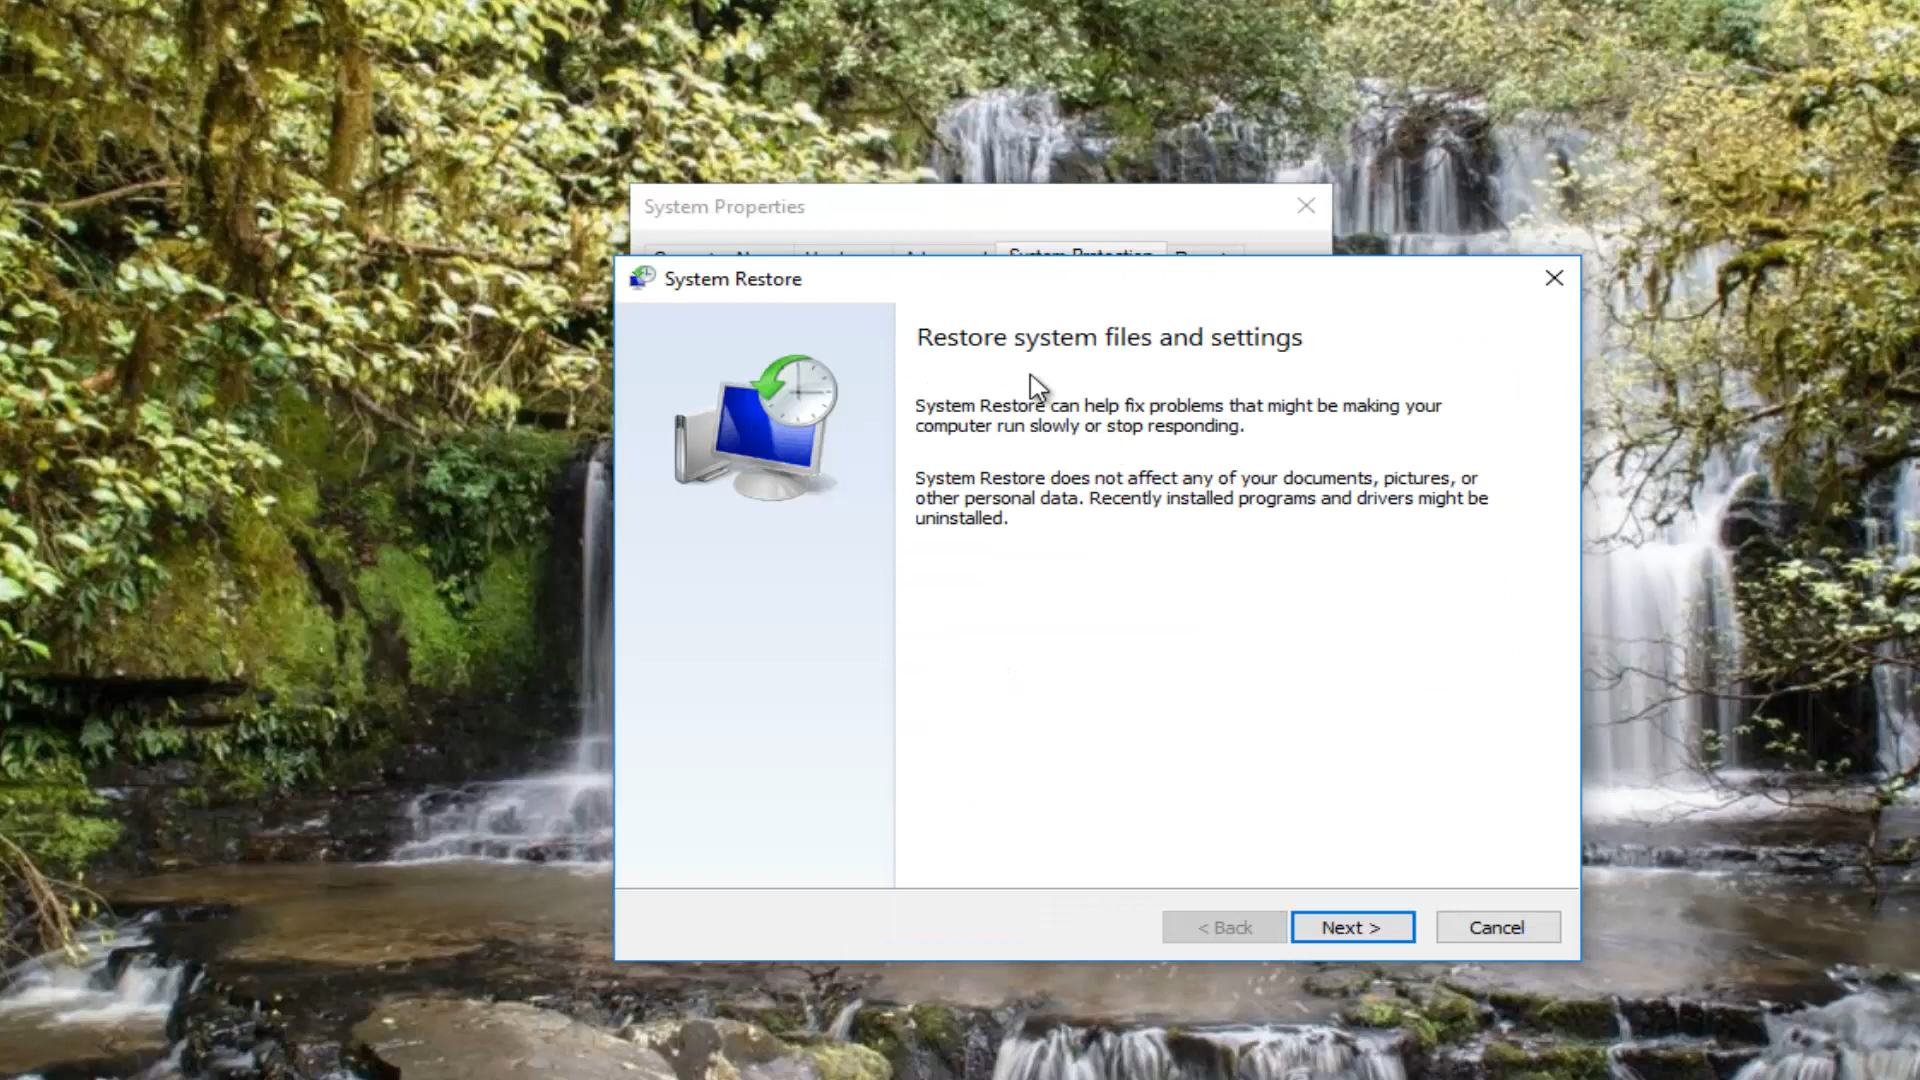 System Properties
System Protection
System Restore
Restore system files and settings
System Restore can help fix problems that might be making your
computer run slowly or stop responding.
System Restore does not affect any of your documents, pictures, or
other personal data. Recently installed programs and drivers might be
uninstalled.
< Back
Next >
Cancel